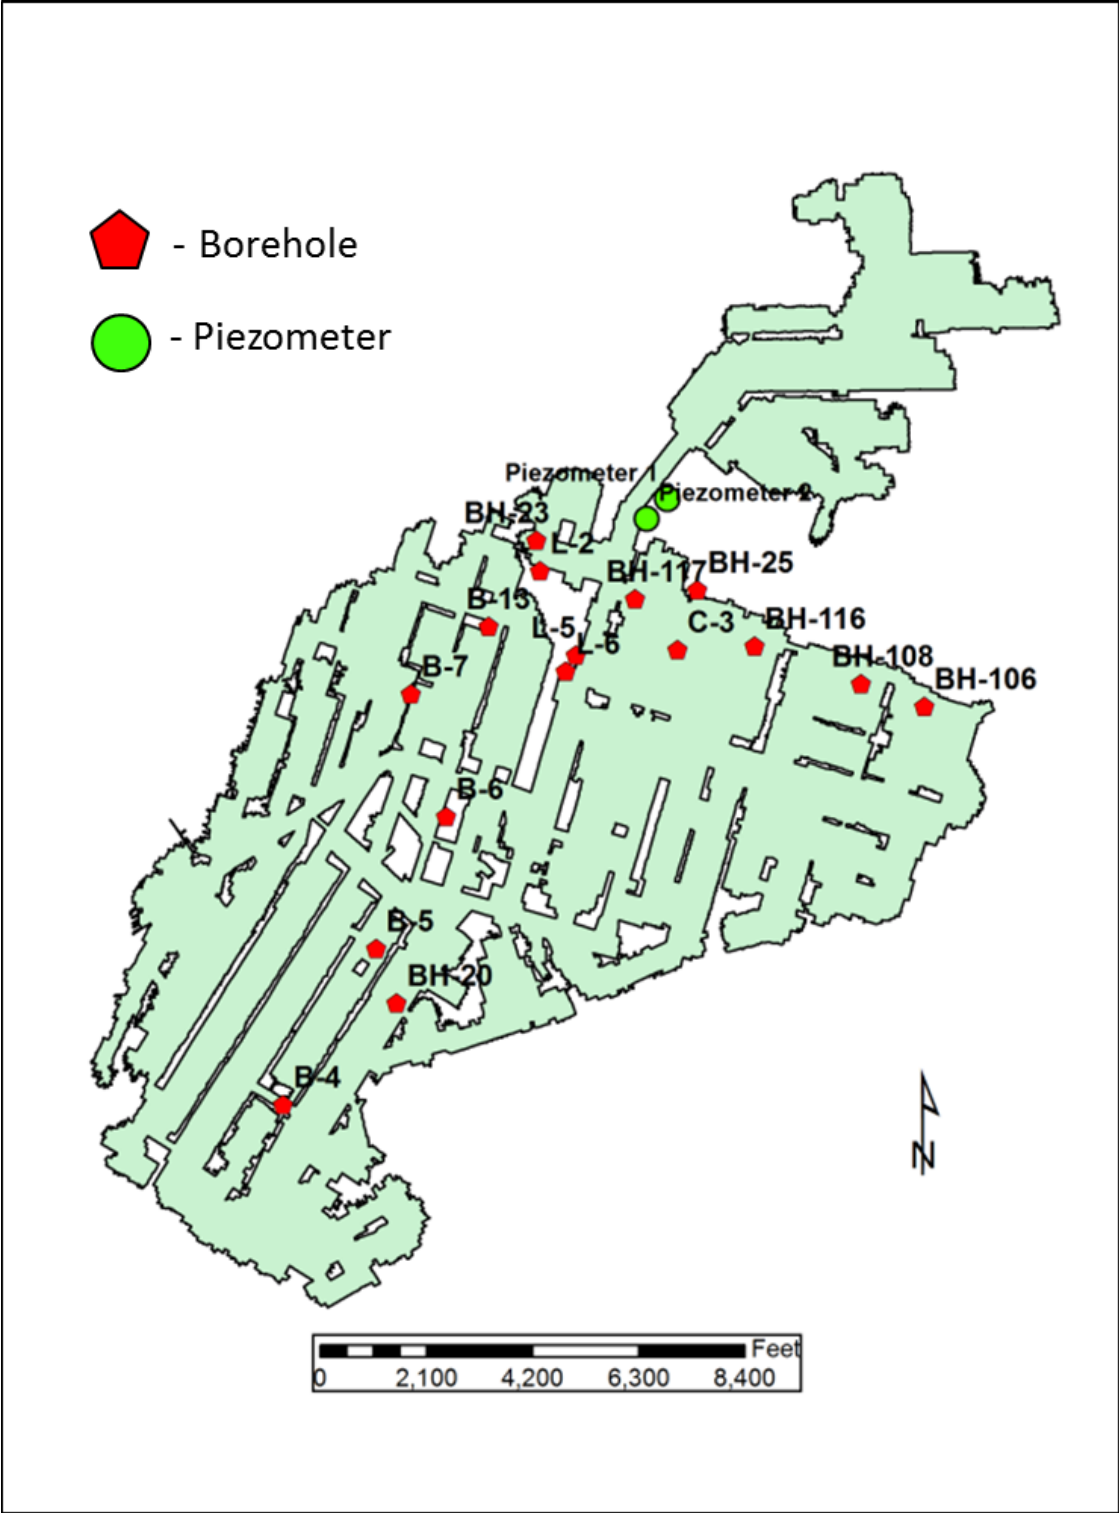 - Borehole
- Piezometer
Piezometer 1
Piezometer 2
BH-23
L-2
BH-117
BH-25
B-13
L-5
L-6
C-3
BH-116
B-7
BH-108
BH-106
B-6
B-5
BH-20
B-4
N
Feet
0 2,100 4,200 6,300 8,400